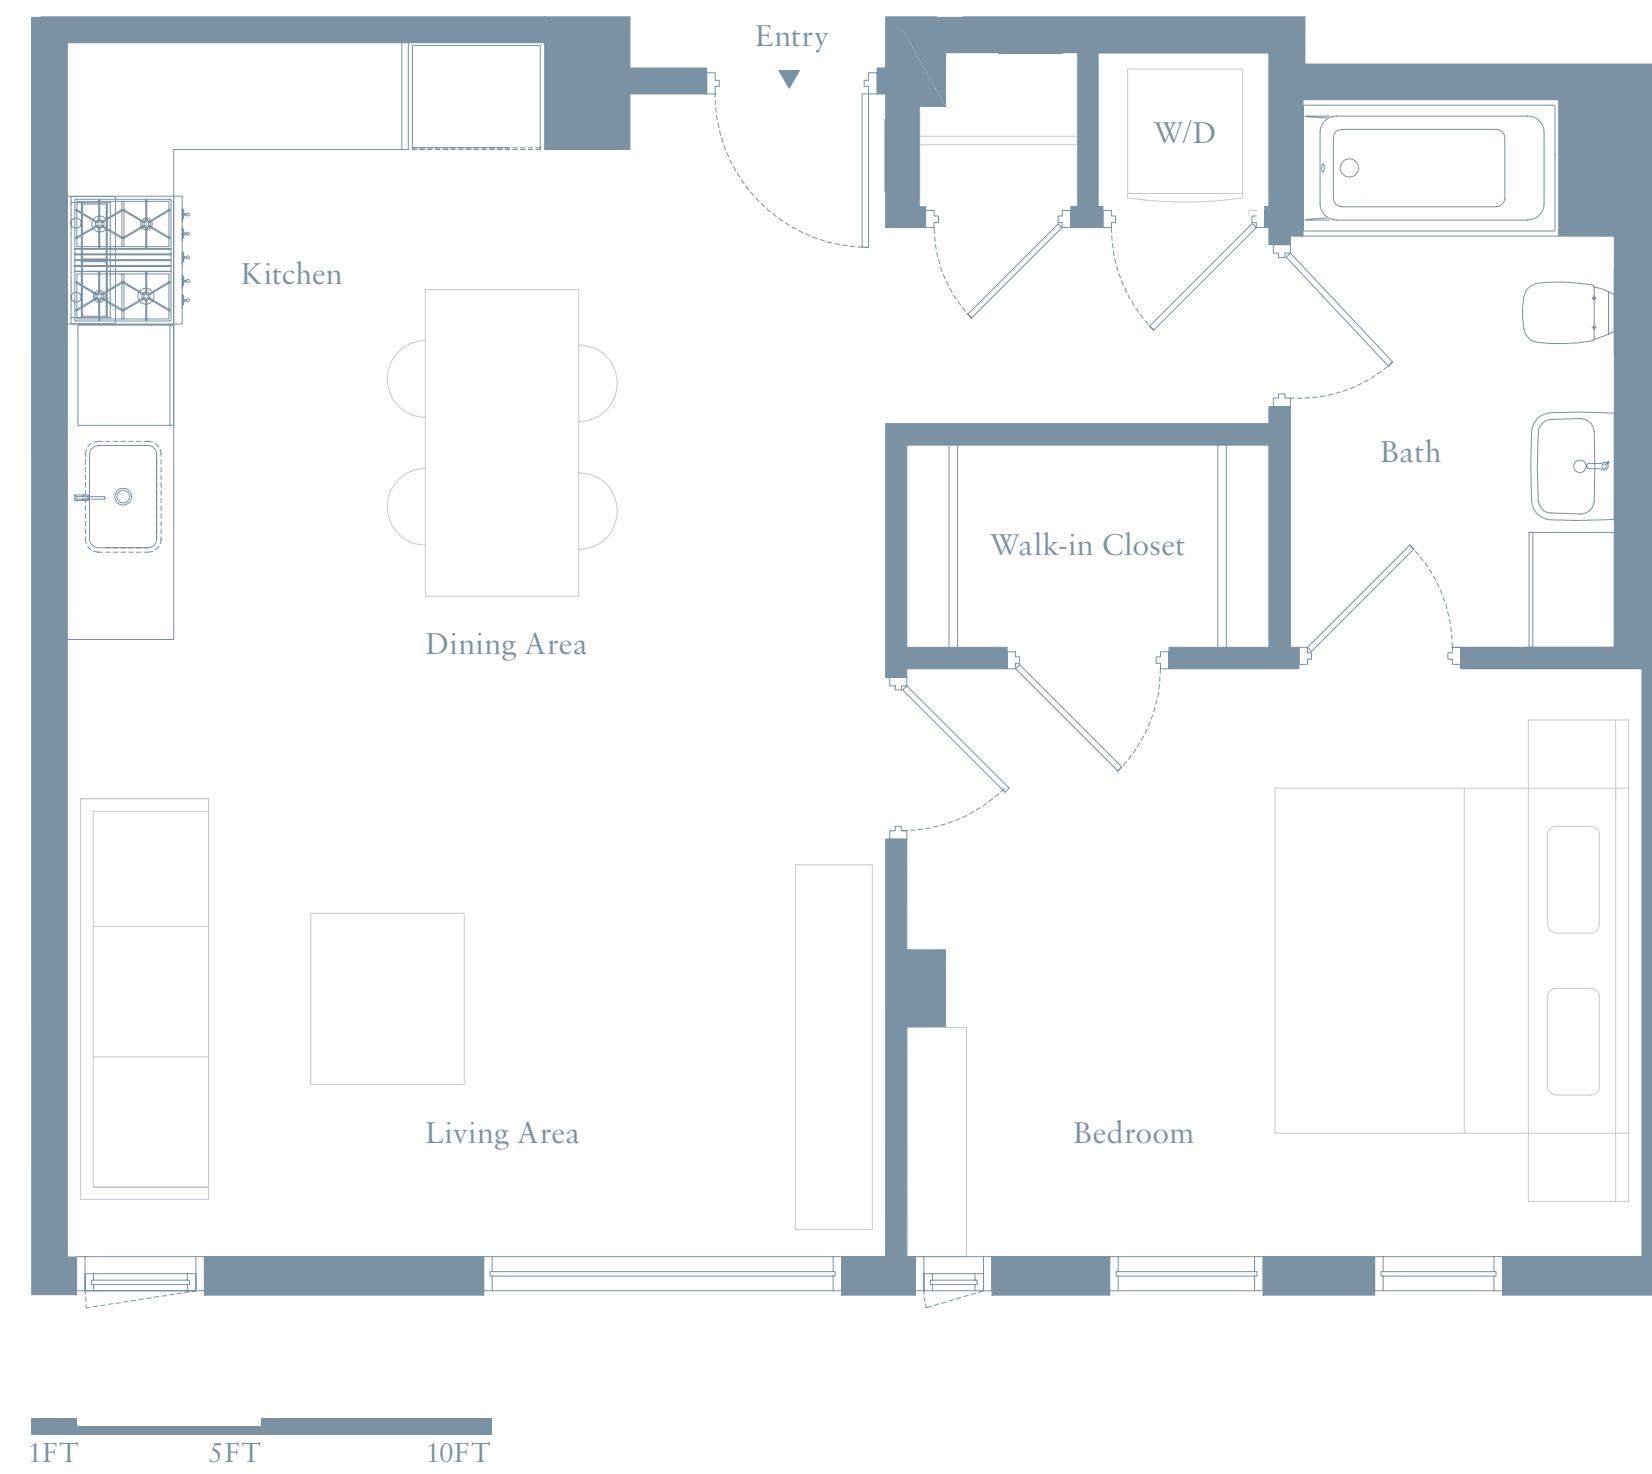 Entry
W/D
Kitchen
Bath
Walk-in Closet
Dining Area
Living Area
Bedroom
1FT 5FT 10FT